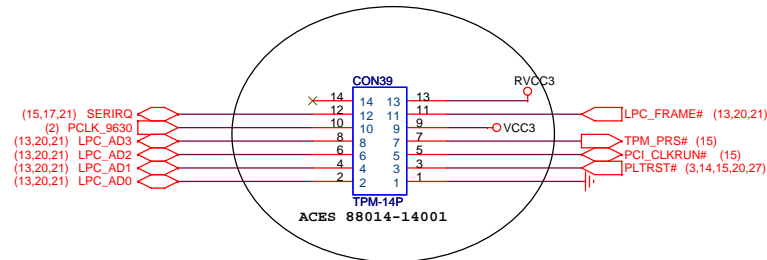 CON39
RVCC3
14 14 13 13
(15,17,21) SERIRQ 12 12 11 11 LPC_FRAME# (13,20,21)
(2) PCLK_9630 10 10 9 9 VCC3
(13,20,21) LPC_AD3 8 8 7 7 TPM_PRS# (15)
(13,20,21) LPC_AD2 6 6 5 5 PCI_CLKRUN# (15)
(13,20,21) LPC_AD1 4 4 3 3 PLTRST# (3,14,15,20,27)
(13,20,21) LPC_AD0 2 2 1 1
TPM-14P
ACES 88014-14001